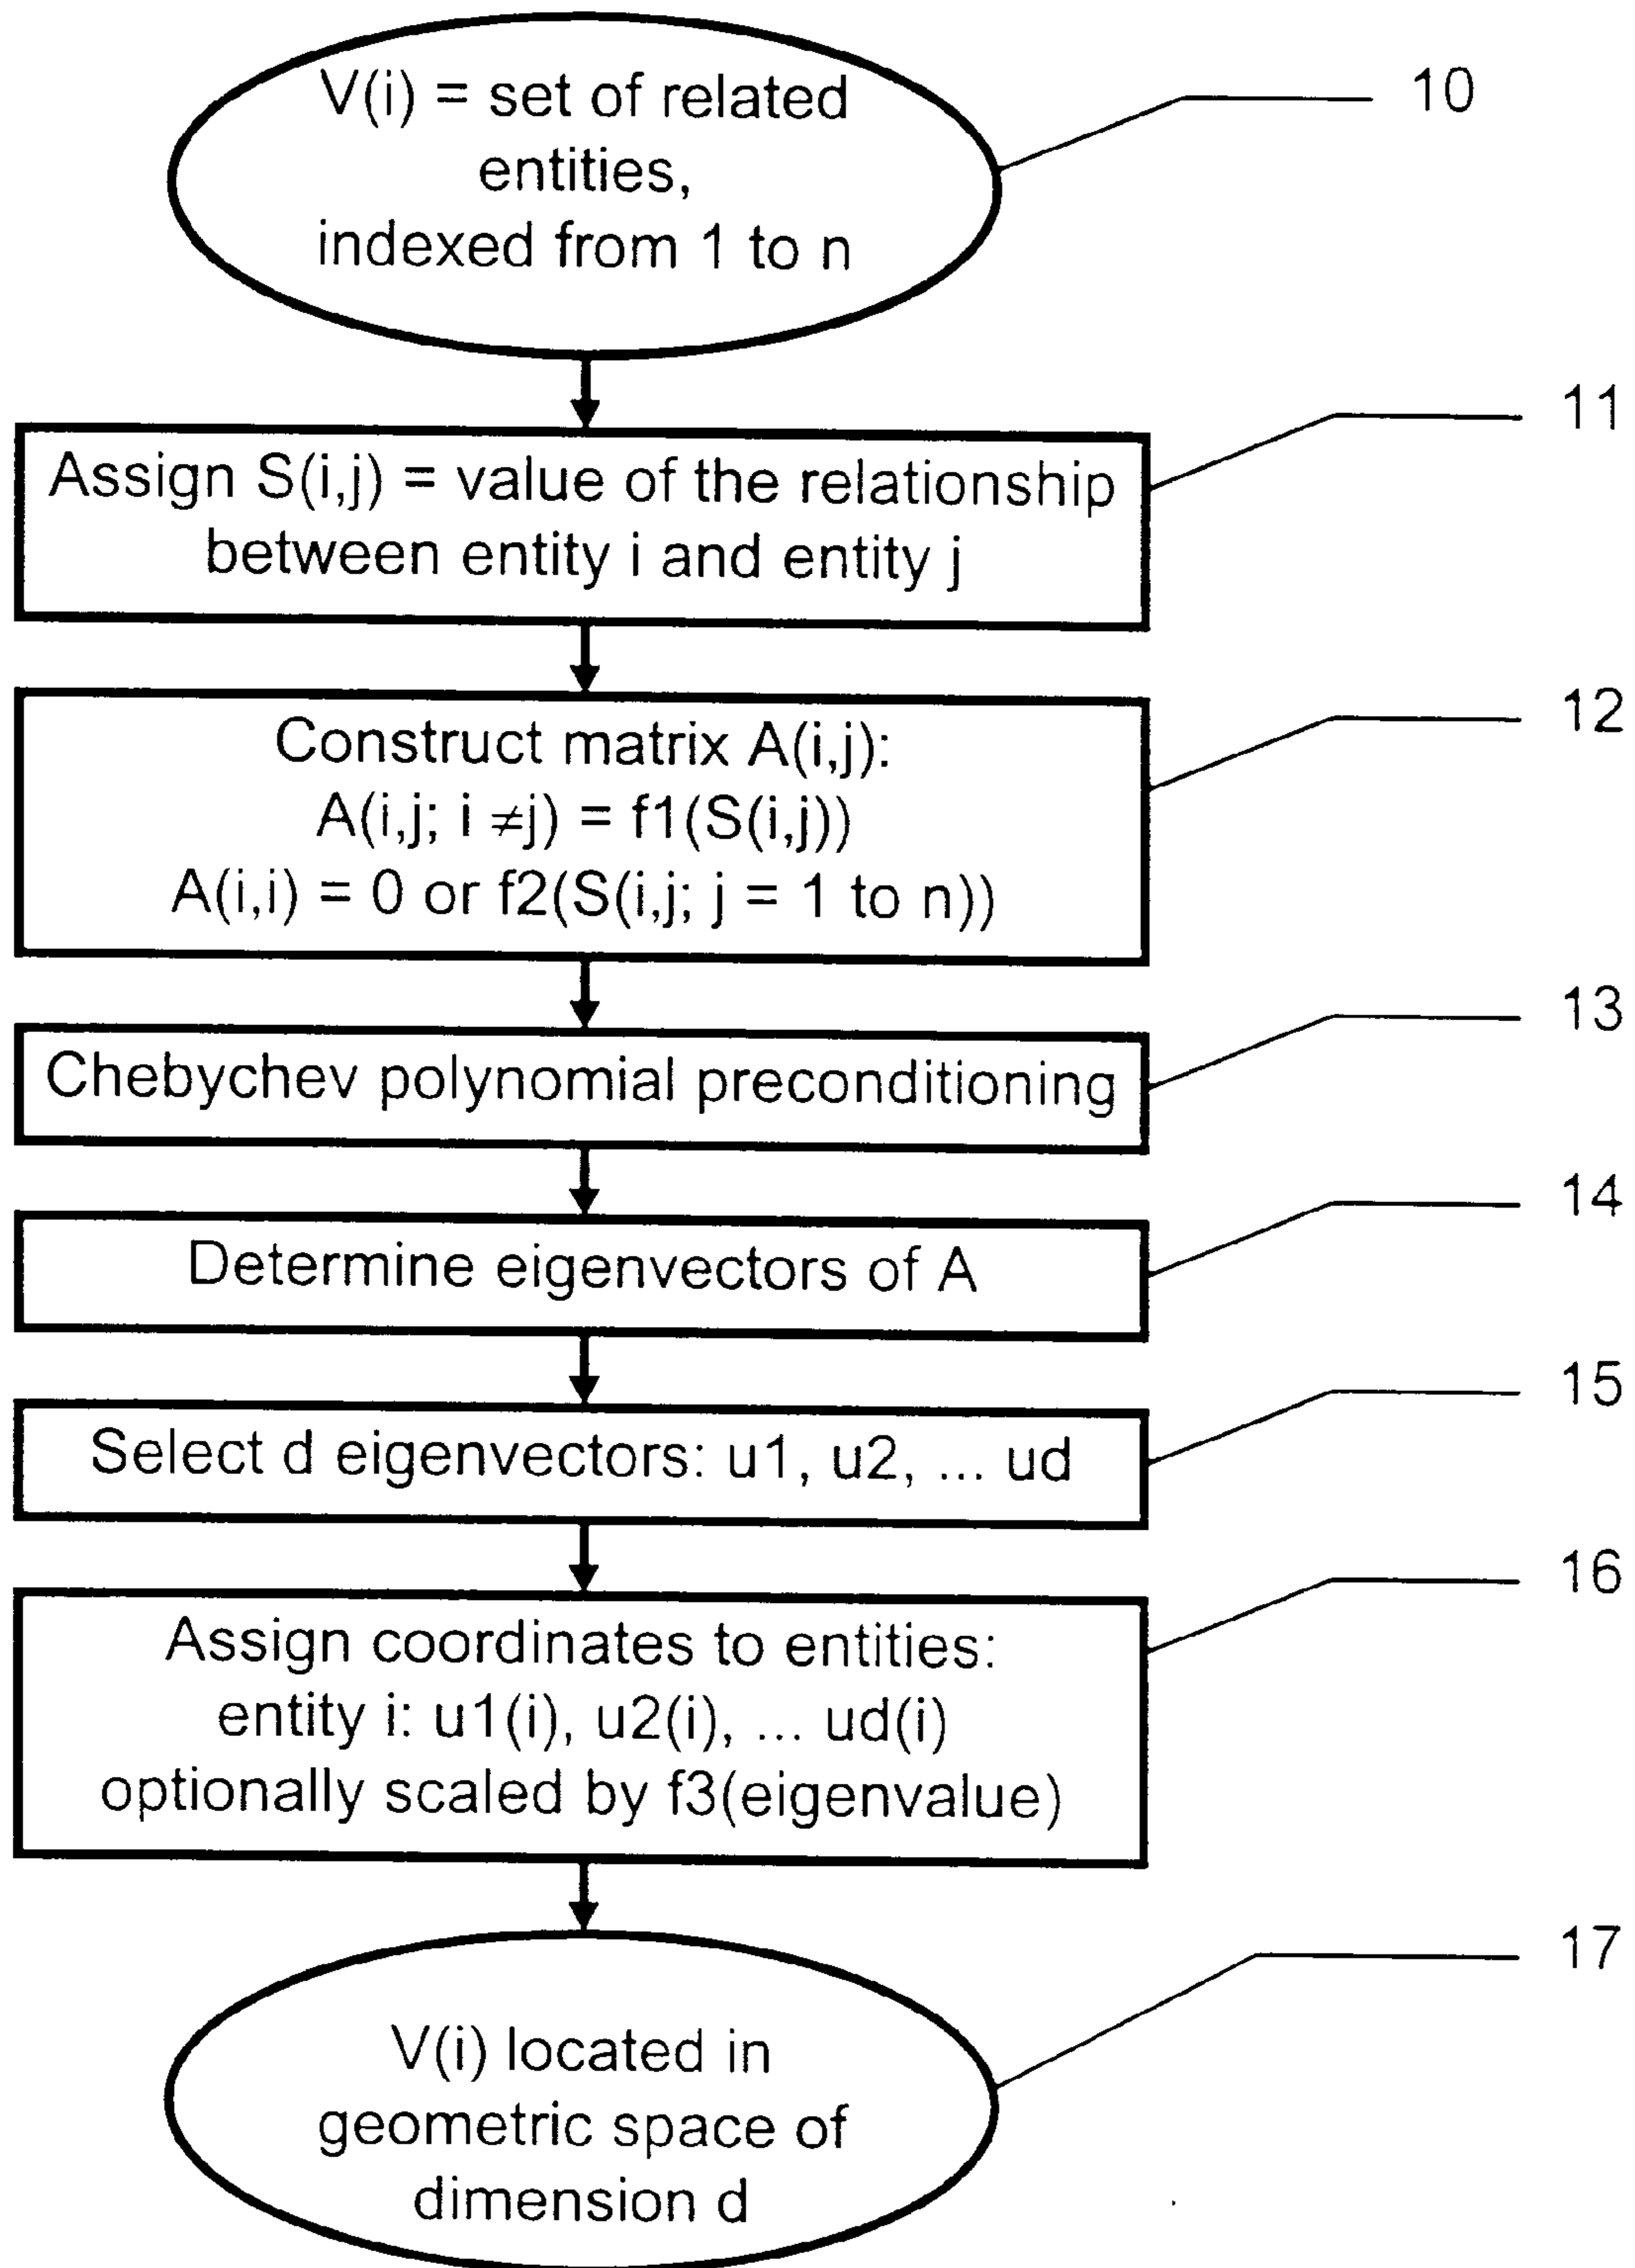 V(i) = set of related
entities,
indexed from 1 to n
10
Assign S(i,j) = value of the relationship
between entity i and entity j
11
Construct matrix A(i,j):
A(i,j; i ≠j) = f1(S(i,j))
A(i,i) = 0 or f2(S(i,j; j = 1 to n))
12
Chebychev polynomial preconditioning
13
Determine eigenvectors of A
14
Select d eigenvectors: u1, u2, ... ud
15
Assign coordinates to entities:
entity i: u1(i), u2(i), ... ud(i)
optionally scaled by f3(eigenvalue)
16
V(i) located in
geometric space of
dimension d
17